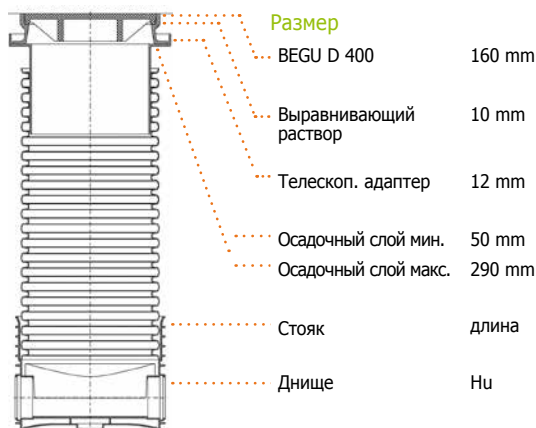 Размер
BEGU D 400 160 mm
Выравнивающий 10 mm
раствор
Телескоп. адаптер 12 mm
Осадочный слой мин. 50 mm
Осадочный слой макс. 290 mm
Стояк длина
Днище Hu